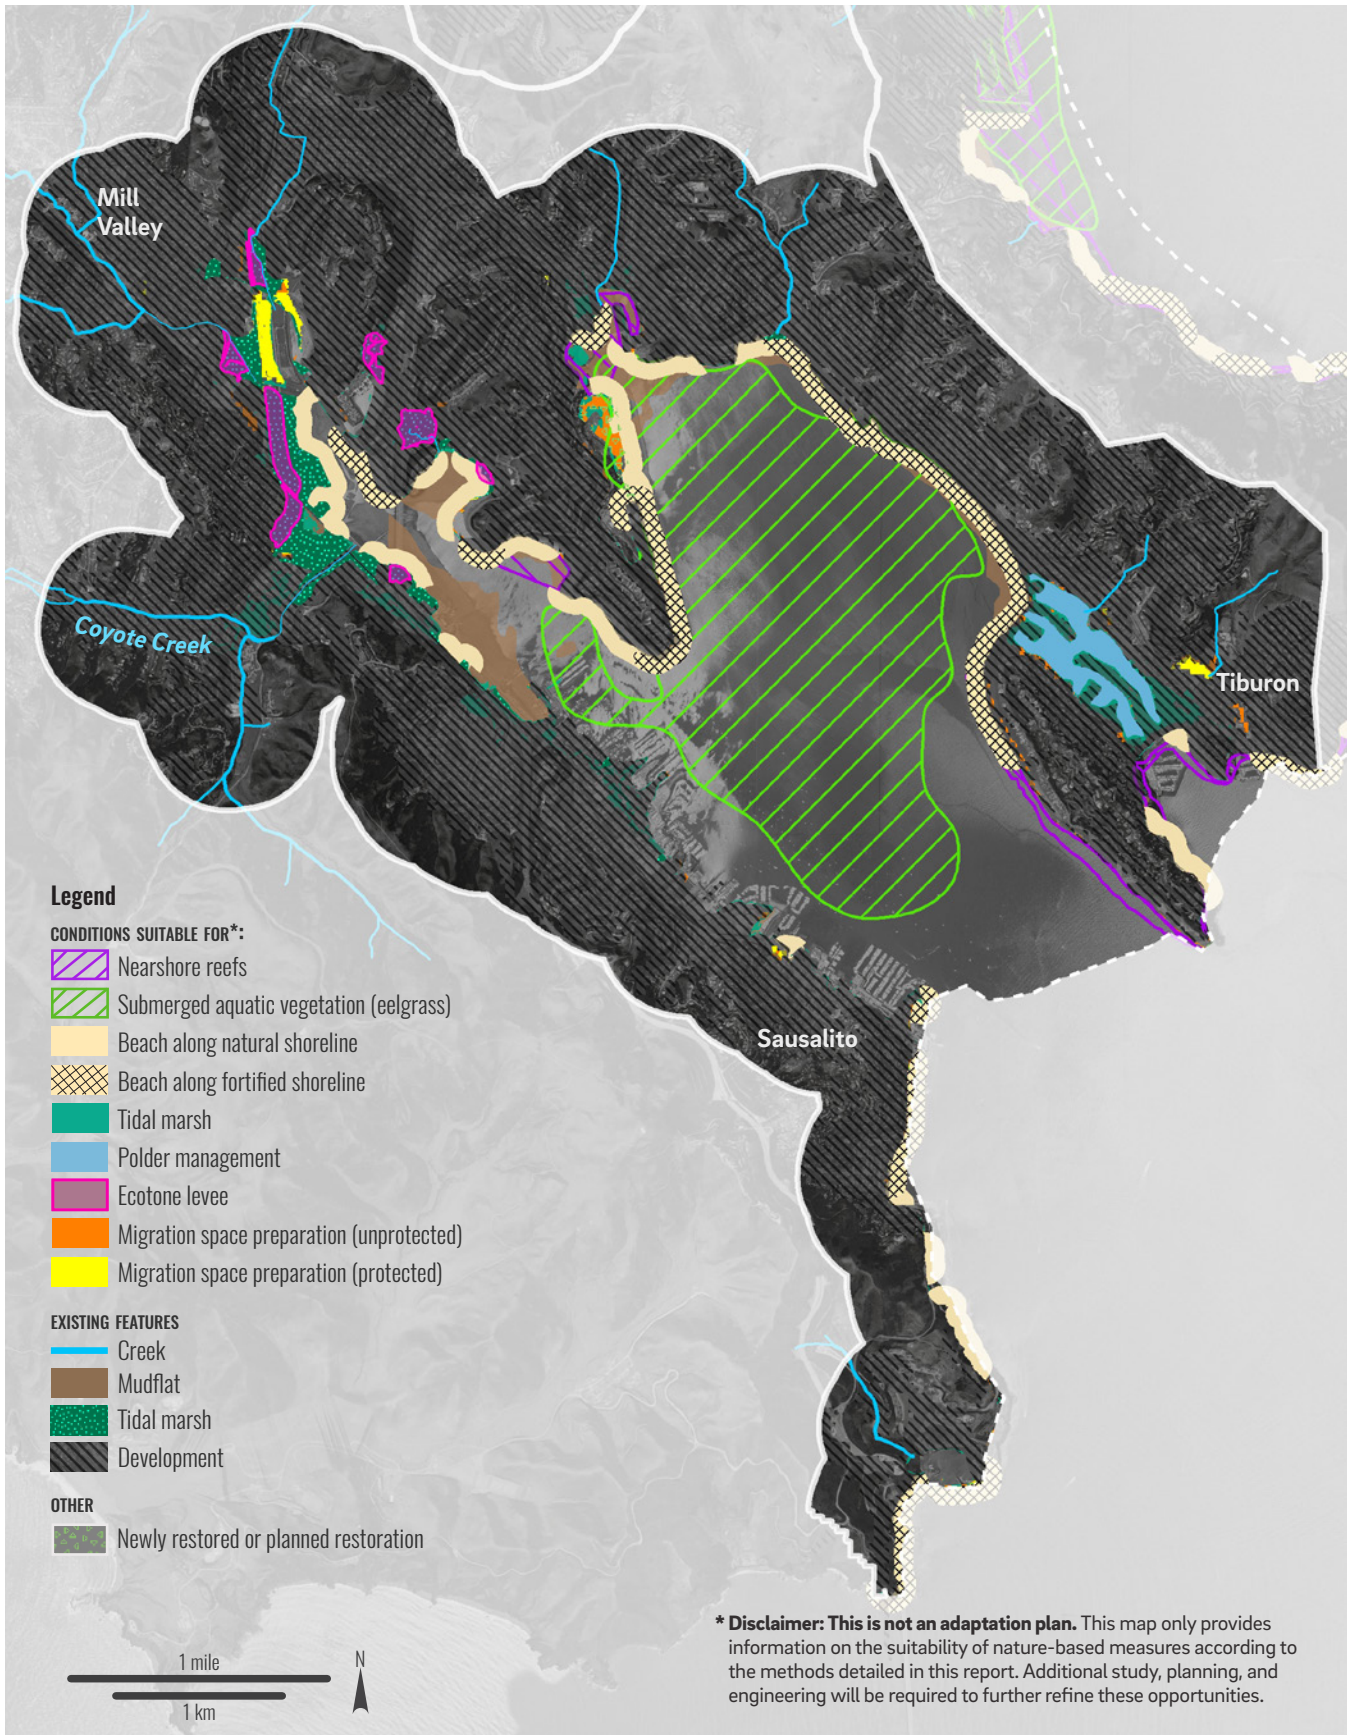 Mill
Valley
Coyote Creek
Tiburon
Sausalito
Legend
CONDITIONS SUITABLE FOR*:
Nearshore reefs
Submerged aquatic vegetation (eelgrass)
Beach along natural shoreline
Beach along fortified shoreline
Tidal marsh
Polder management
Ecotone levee
Migration space preparation (unprotected)
Migration space preparation (protected)
EXISTING FEATURES
Creek
Mudflat
Tidal marsh
Development
OTHER
Newly restored or planned restoration
1 mile
1 km
N
* Disclaimer: This is not an adaptation plan. This map only provides
information on the suitability of nature-based measures according to
the methods detailed in this report. Additional study, planning, and
engineering will be required to further refine these opportunities.